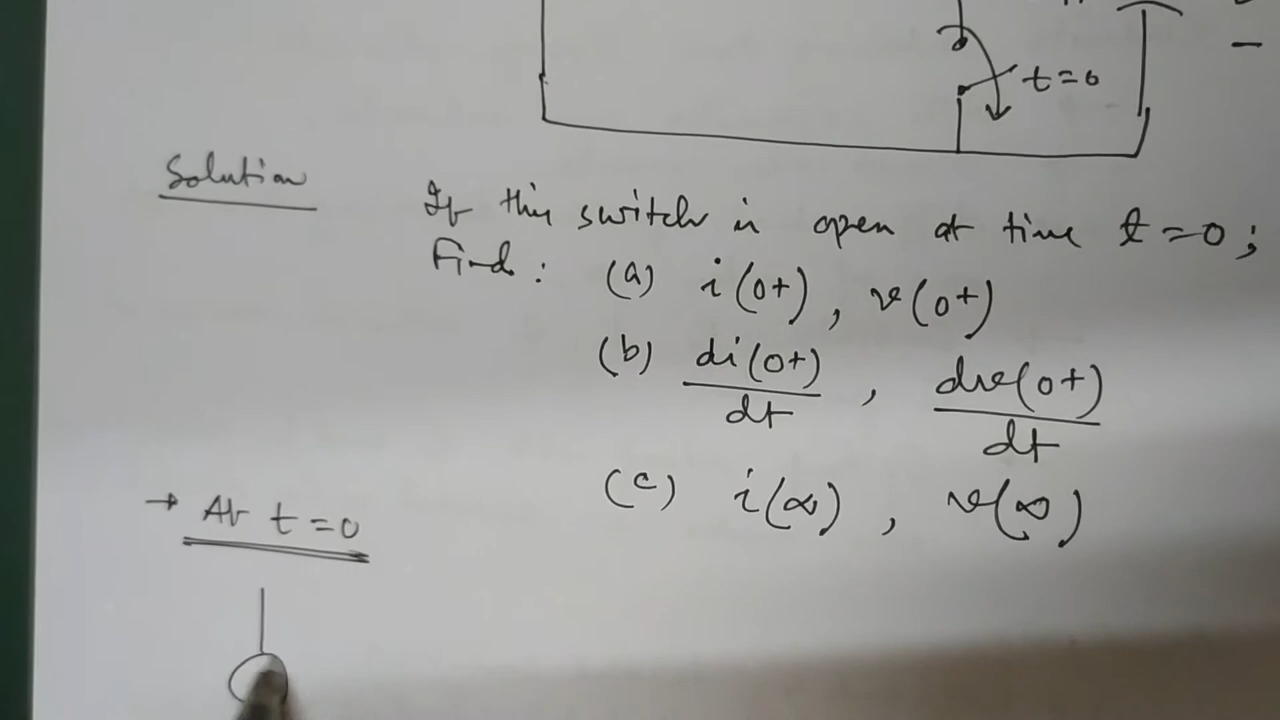 t=0
Solution
If this switch is open at time t=0;
Find: (a) i(0+), v(0+)
(b) di(0+)/dt, dv(0+)/dt
(c) i(∞), v(∞)
→ At t=0